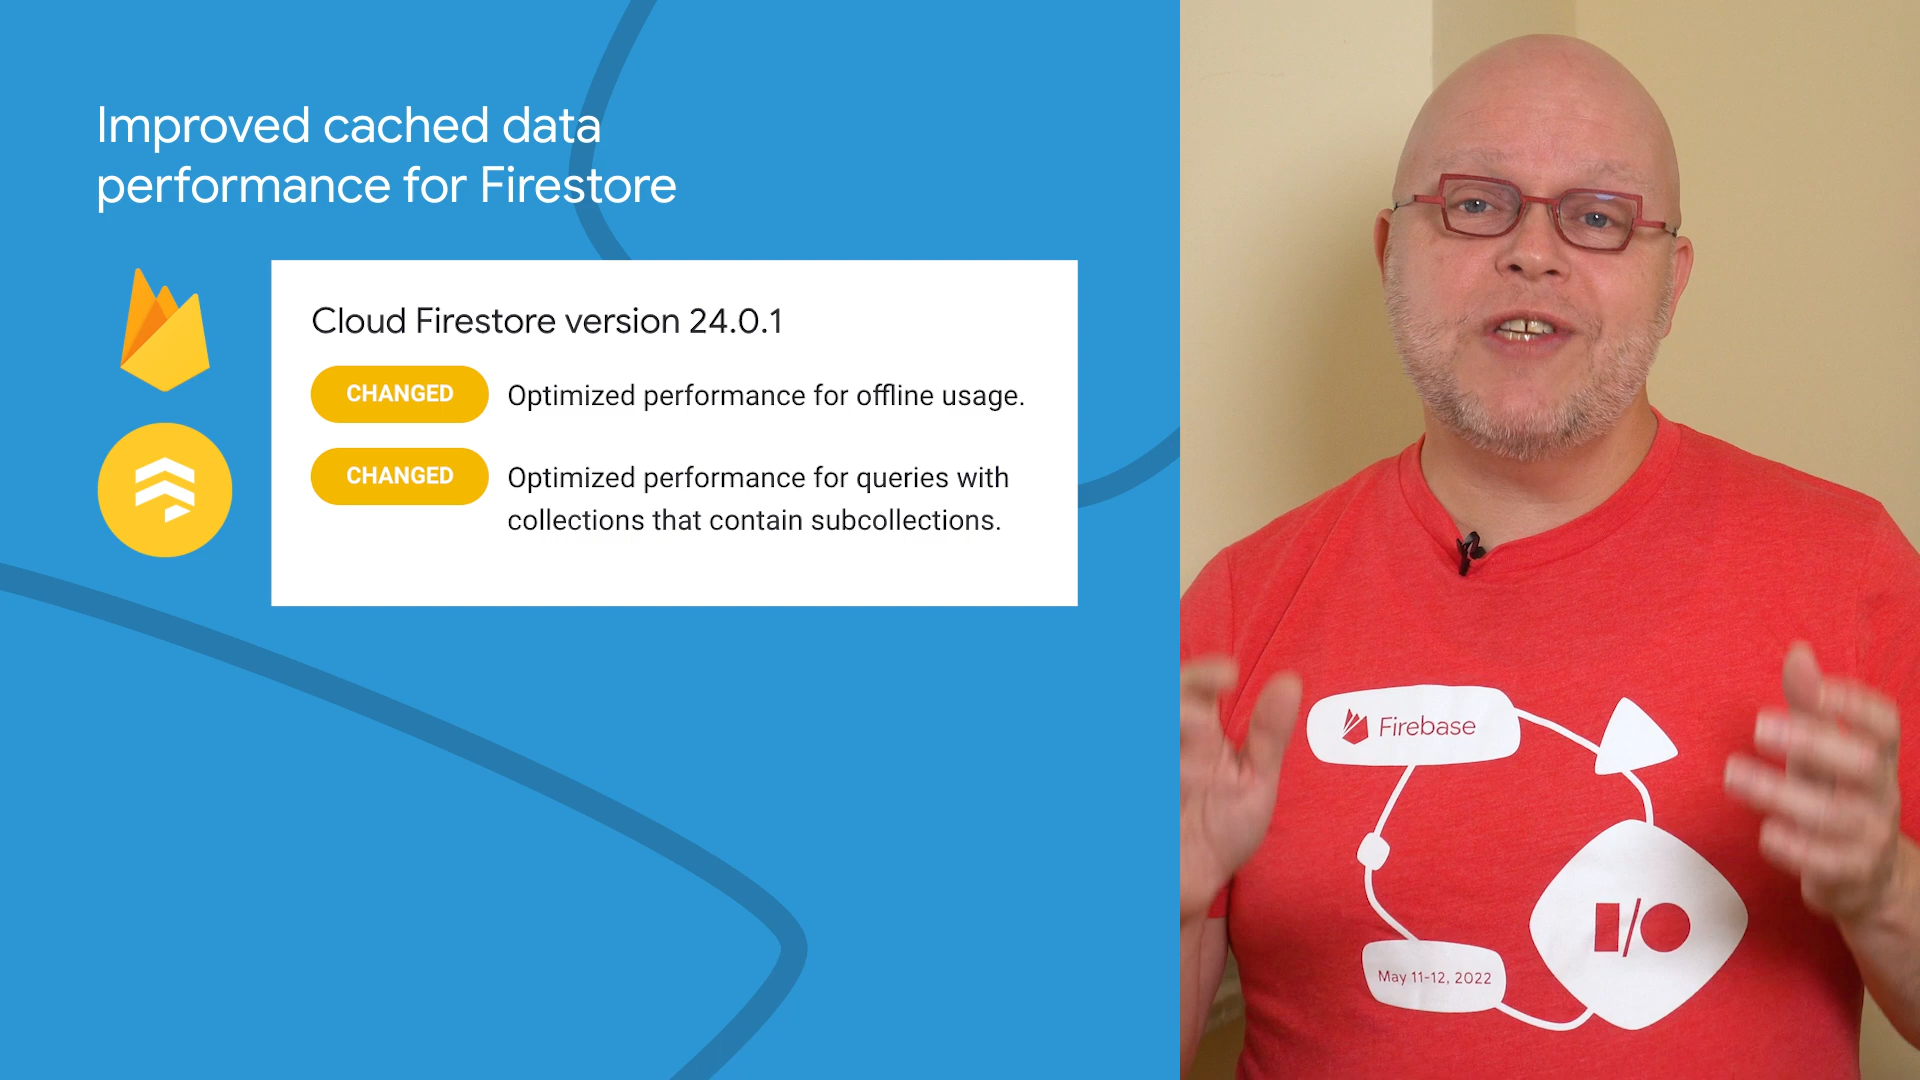 Improved cached data
performance for Firestore
Cloud Firestore version 24.0.1
CHANGED
Optimized performance for offline usage.
CHANGED
Optimized performance for queries with
collections that contain subcollections.
Firebase
I/O
May 11-12, 2022